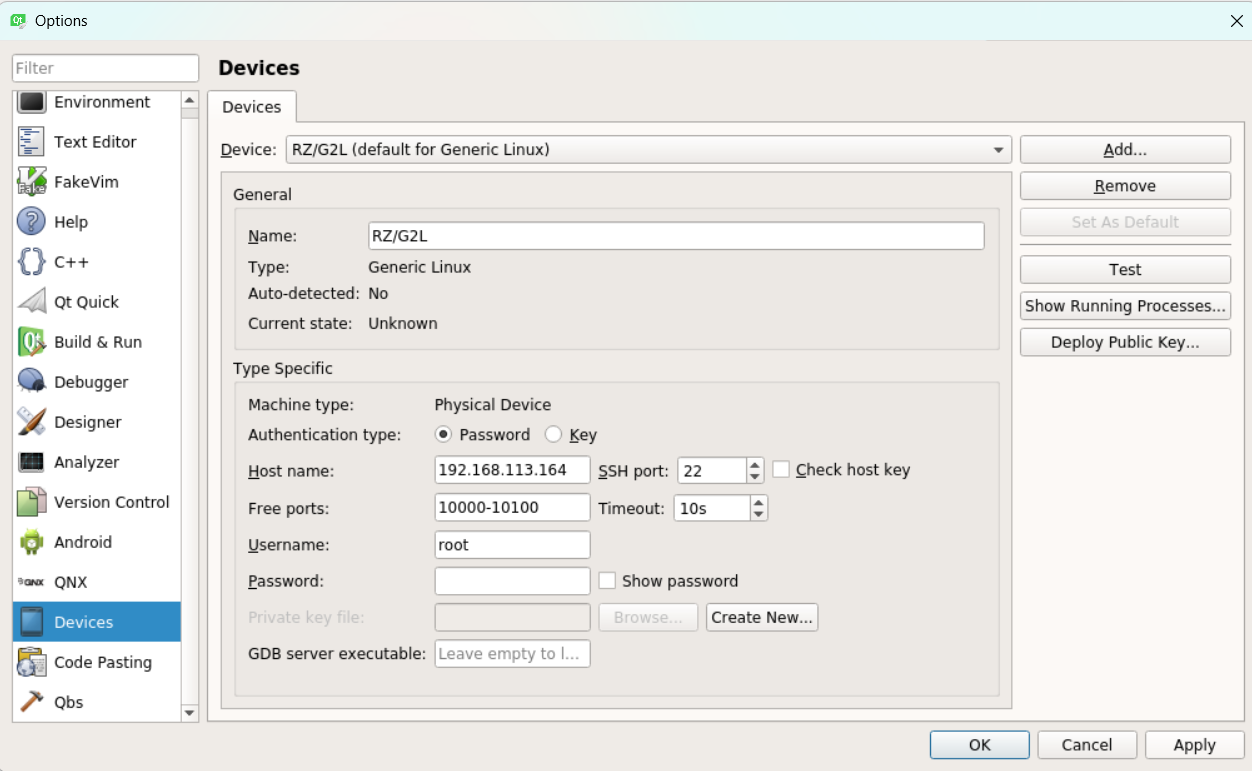 Options
Filter
Environment
Text Editor
FakeVim
Help
C++
Qt Quick
Build & Run
Debugger
Designer
Analyzer
Version Control
Android
QNX
Devices
Code Pasting
Qbs
Devices
Devices
Device: RZ/G2L (default for Generic Linux)
General
Name: RZ/G2L
Type: Generic Linux
Auto-detected: No
Current state: Unknown
Type Specific
Machine type: Physical Device
Authentication type: Password Key
Host name: 192.168.113.164 SSH port: 22 Check host key
Free ports: 10000-10100 Timeout: 10s
Username: root
Password: Show password
Private key file: Browse... Create New...
GDB server executable: Leave empty to l...
Add...
Remove
Set As Default
Test
Show Running Processes...
Deploy Public Key...
OK Cancel Apply